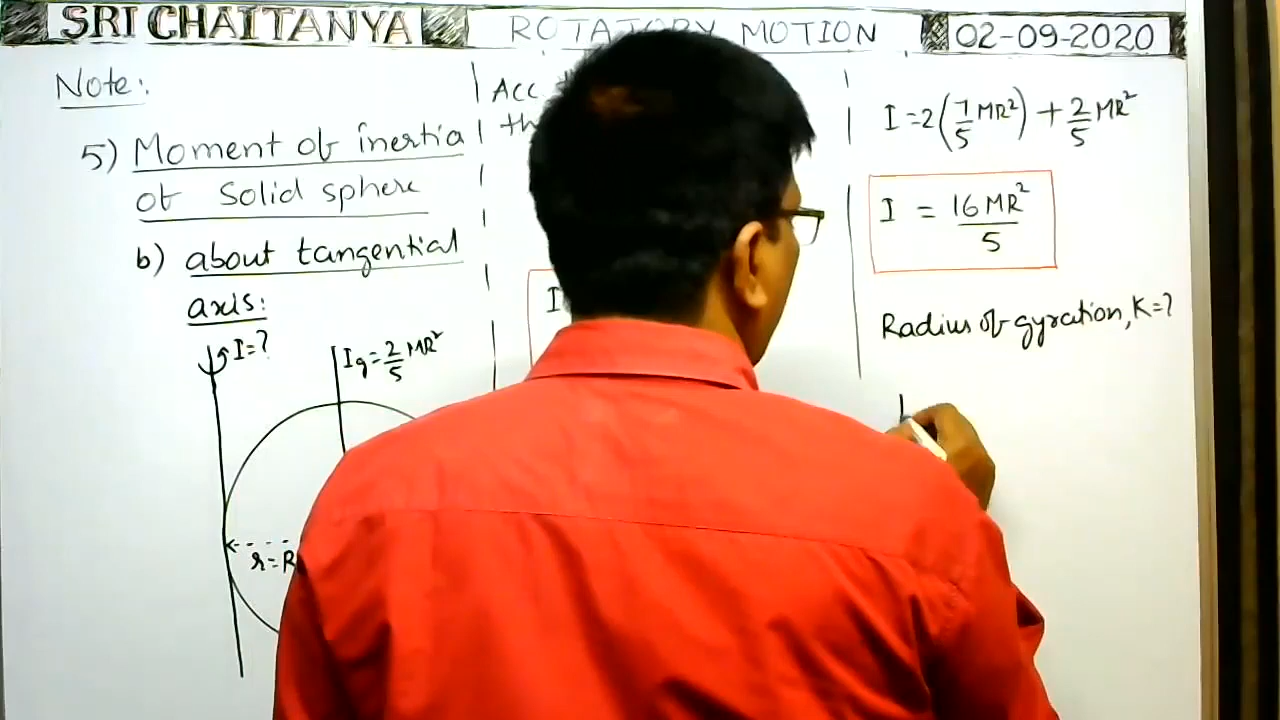 SRI CHAITANYA
MOTION
02-09-2020
Note:
5) Moment of inertia
of solid sphere
b) about tangential
axis:
I=?
Ig=2/5 MR²
r=R
Acc
th
I
I=2(7/5 MR²)+2/5 MR²
I = 16MR²/5
Radius of gyration, K=?